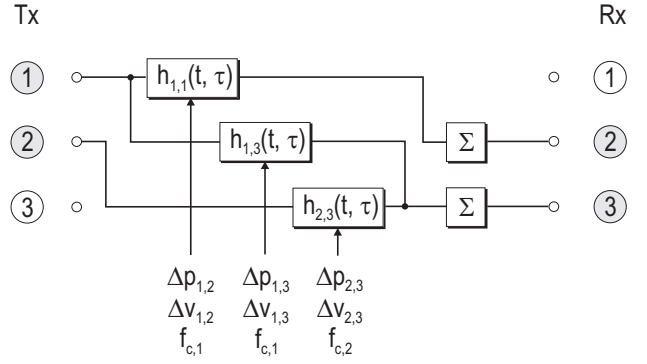 Tx Rx
1 h1,1(t, τ) 1
2 h1,3(t, τ) Σ 2
3 h2,3(t, τ) Σ 3
Δp1,2 Δp1,3 Δp2,3
Δv1,2 Δv1,3 Δv2,3
fc,1 fc,1 fc,2